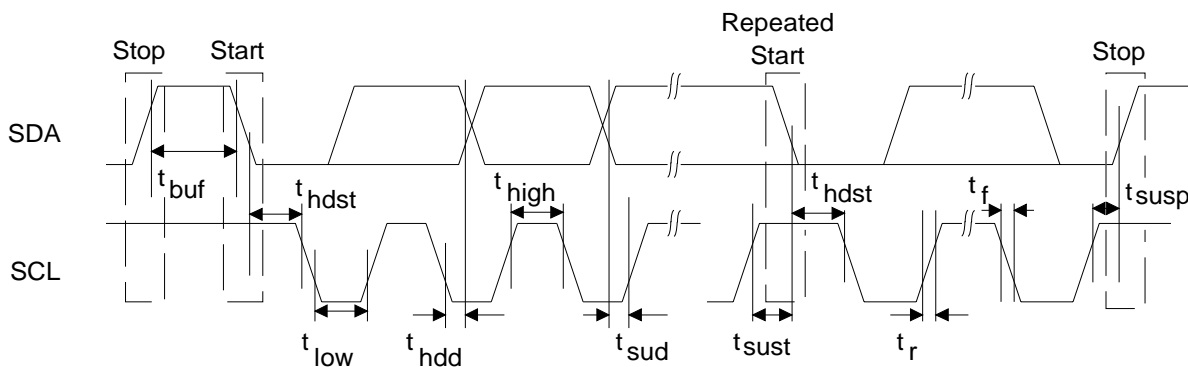 Repeated
Stop Start Start Stop
SDA
t buf t hdst t high t hdst t f t susp
SCL
t low t hdd t sud t sust t r